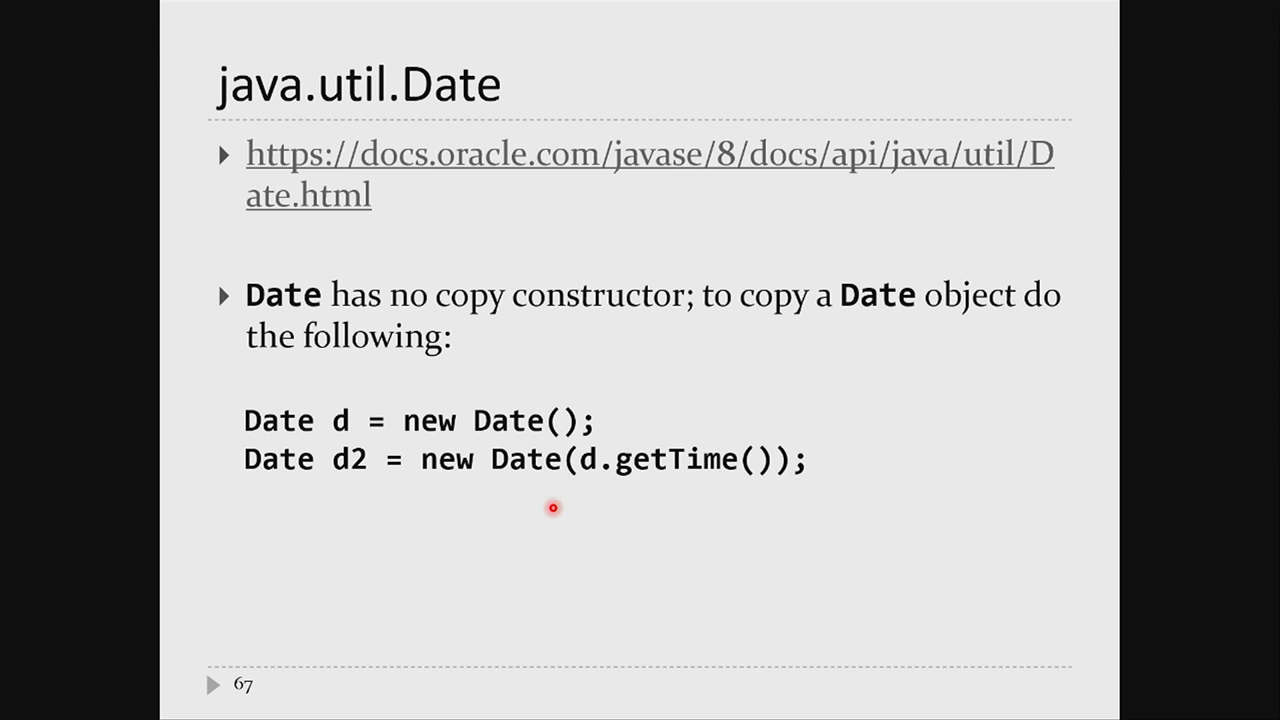 java.util.Date
https://docs.oracle.com/javase/8/docs/api/java/util/D
ate.html
Date has no copy constructor; to copy a Date object do
the following:
Date d = new Date();
Date d2 = new Date(d.getTime());
67